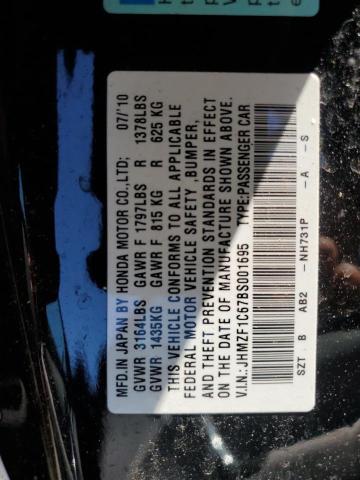 MFD. IN JAPAN BY HONDA MOTOR CO.,LTD; 07/10
GVWR 3164LBS GAWR F 1797LBS R 1378LBS
GVWR 1435KG GAWR F 815 KG R 625 KG
THIS VEHICLE CONFORMS TO ALL APPLICABLE
FEDERAL MOTOR VEHICLE SAFETY ,BUMPER,
AND THEFT PREVENTION STANDARDS IN EFFECT
ON THE DATE OF MANUFACTURE SHOWN ABOVE.
V.I.N.:JHMZF1C67BS001695 TYPE:PASSENGER CAR
SZT B AB2 -NH731P -A -S